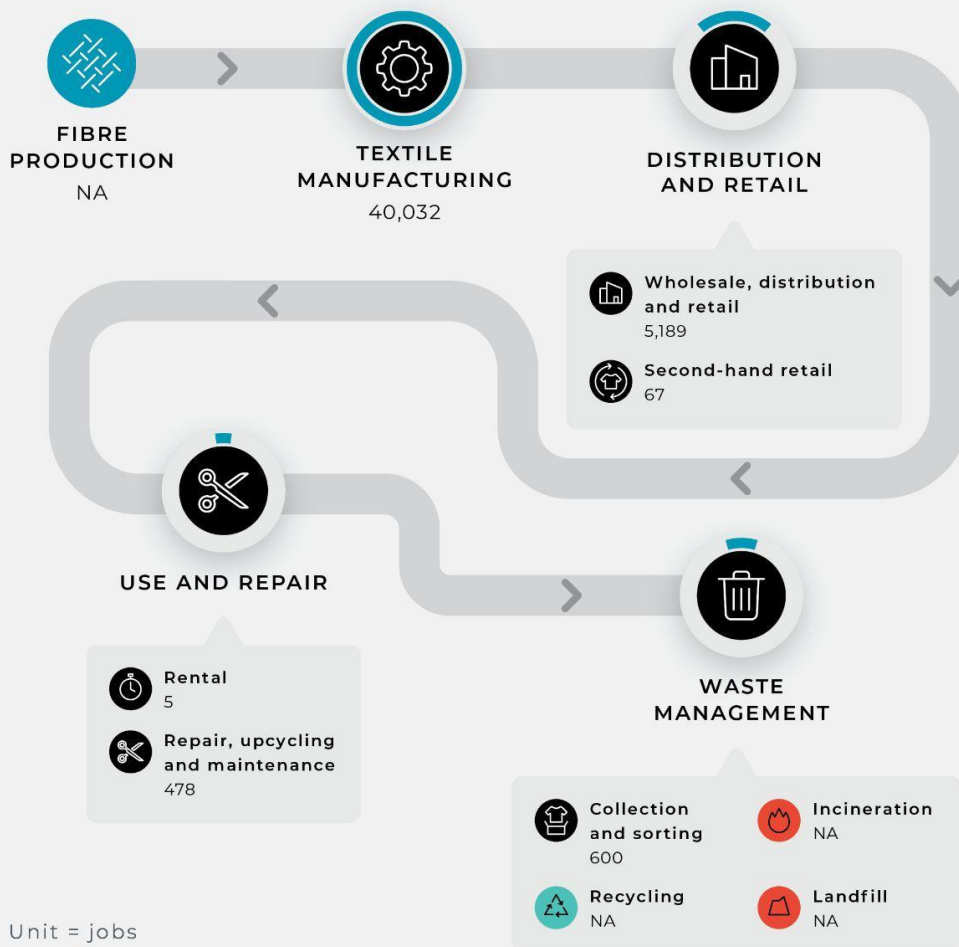 FIBRE
PRODUCTION
NA
TEXTILE
MANUFACTURING
40,032
DISTRIBUTION
AND RETAIL
Wholesale, distribution
and retail
5,189
Second-hand retail
67
USE AND REPAIR
Rental
5
Repair, upcycling
and maintenance
478
WASTE
MANAGEMENT
Collection
and sorting
600
Incineration
NA
Recycling
NA
Landfill
NA
Unit = jobs